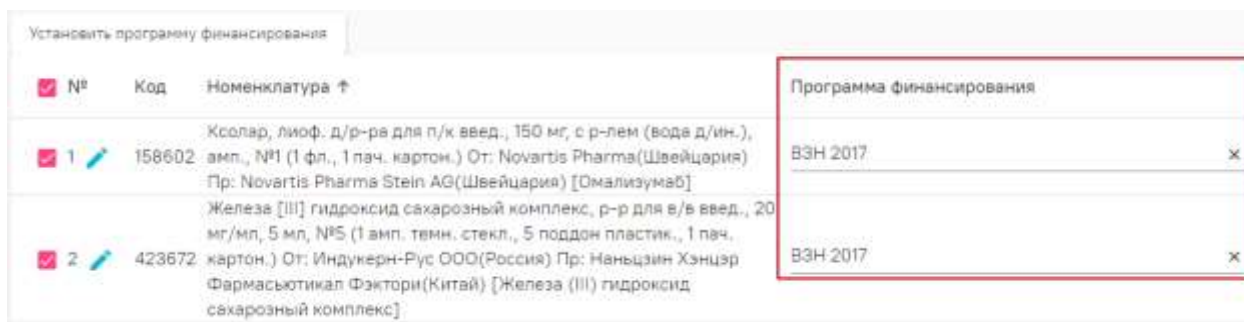 Установить программу финансирования
№ Код Номенклатура ↑ Программа финансирования
Ксолар, лиоф. д/р-ра для п/к введ., 150 мг, с р-лем (вода д/ин.),
1 158602 амп., №1 (1 фл., 1 пач. картон.) От: Novartis Pharma(Швейцария) ВЗН 2017 ×
Пр: Novartis Pharma Stein AG(Швейцария) [Омализумаб]
Железа [III] гидроксид сахарозный комплекс, р-р для в/в введ., 20
мг/мл, 5 мл, №5 (1 амп. темн. стекл., 5 поддон пластик., 1 пач.
2 423672 картон.) От: Индукерн-Рус ООО(Россия) Пр: Наньцзин Хэнцэр ВЗН 2017 ×
Фармасьютикал Фэктори(Китай) [Железа (III) гидроксид
сахарозный комплекс]